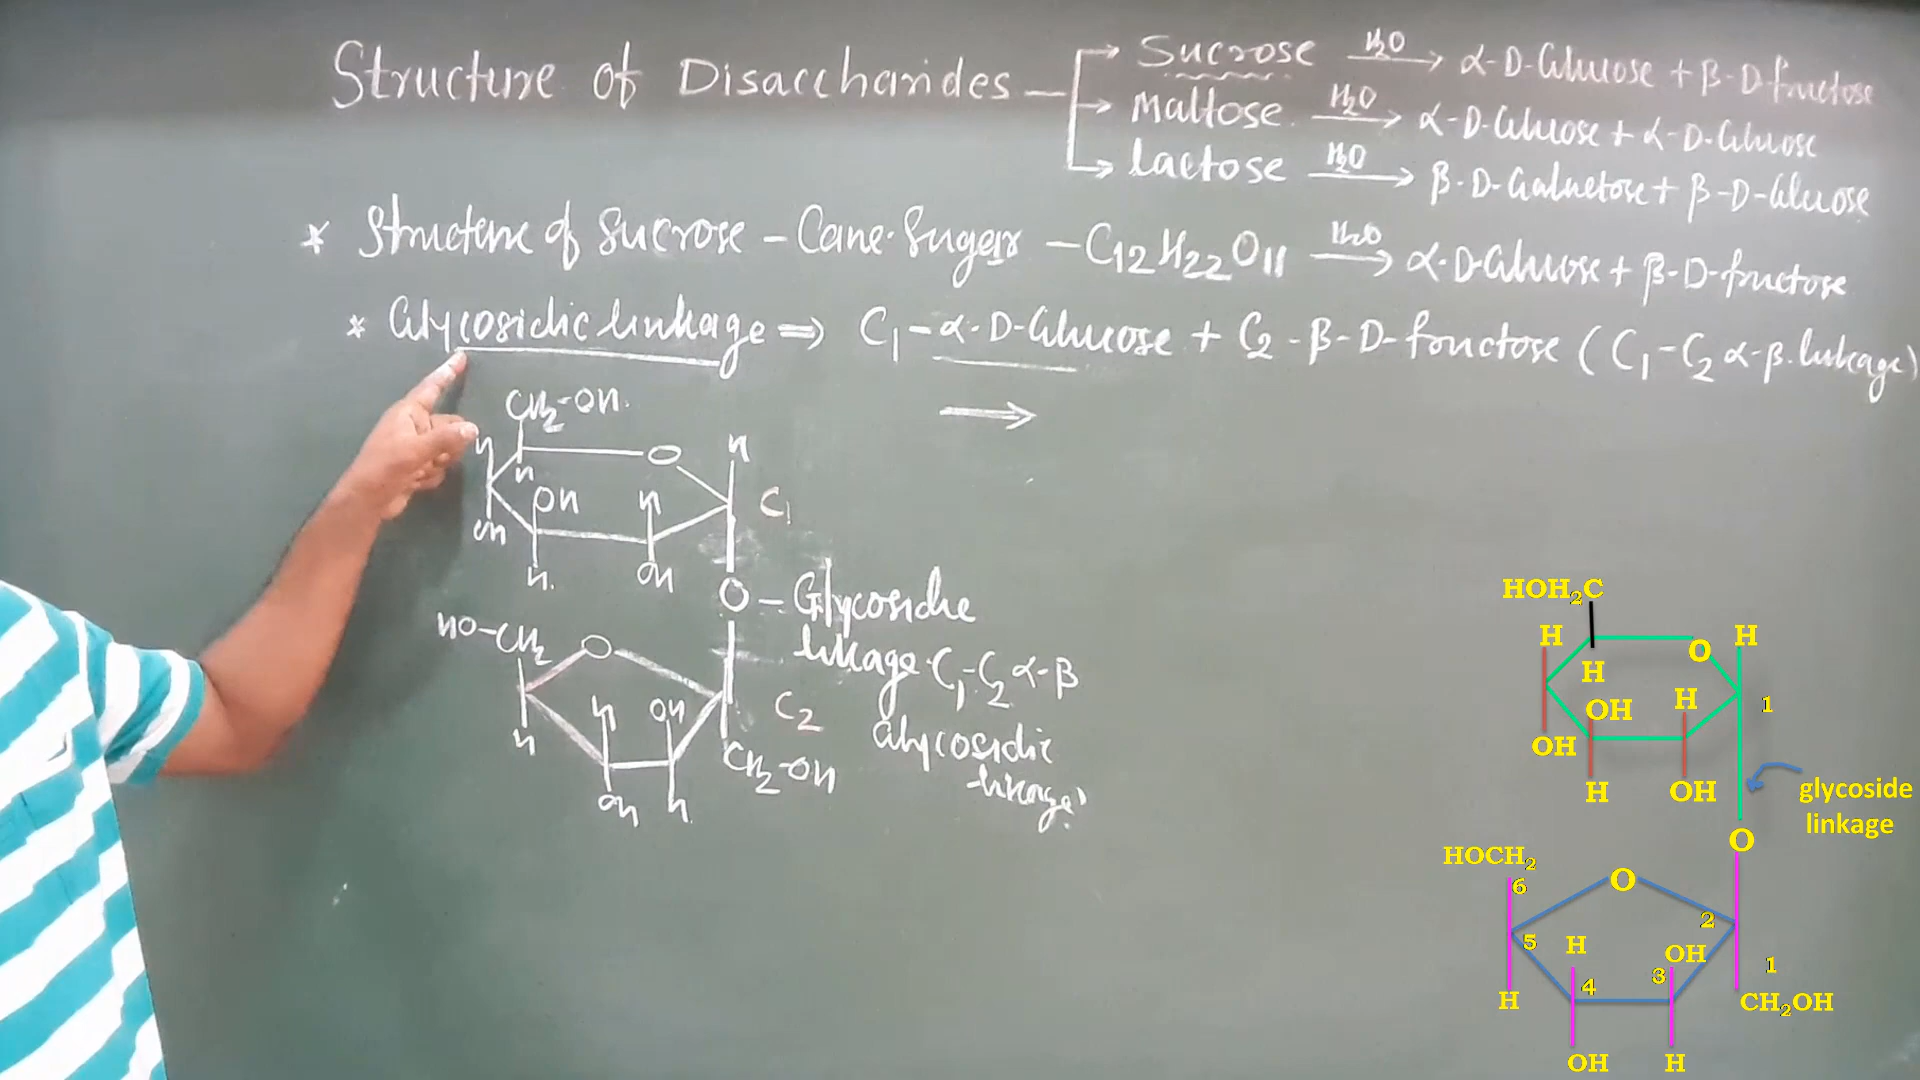 Structure of Disaccharides
Sucrose H2O → α-D-Glucose + β-D-fructose
Maltose H2O → α-D-Glucose + α-D-Glucose
Lactose H2O → β-D-Galactose + β-D-Glucose
* Structure of Sucrose - Cane-Sugar - C12H22O11 H2O → α-D-Glucose + β-D-fructose
* Glycosidic linkage ⇒ C1-α-D-Glucose + C2-β-D-fructose (C1-C2 α-β linkage)
CH2-OH
H O H
H
OH H C1
OH
H OH
O - Glycosidic
linkage C1-C2 α-β
Glycosidic
linkage
HO-CH2 O
H OH C2
H CH2-OH
OH H
HOH2C
H O H
H
OH H 1
OH
H OH
glycoside
linkage
O
HOCH2
6 O
2
5 H OH 1
4 3
H CH2OH
OH H